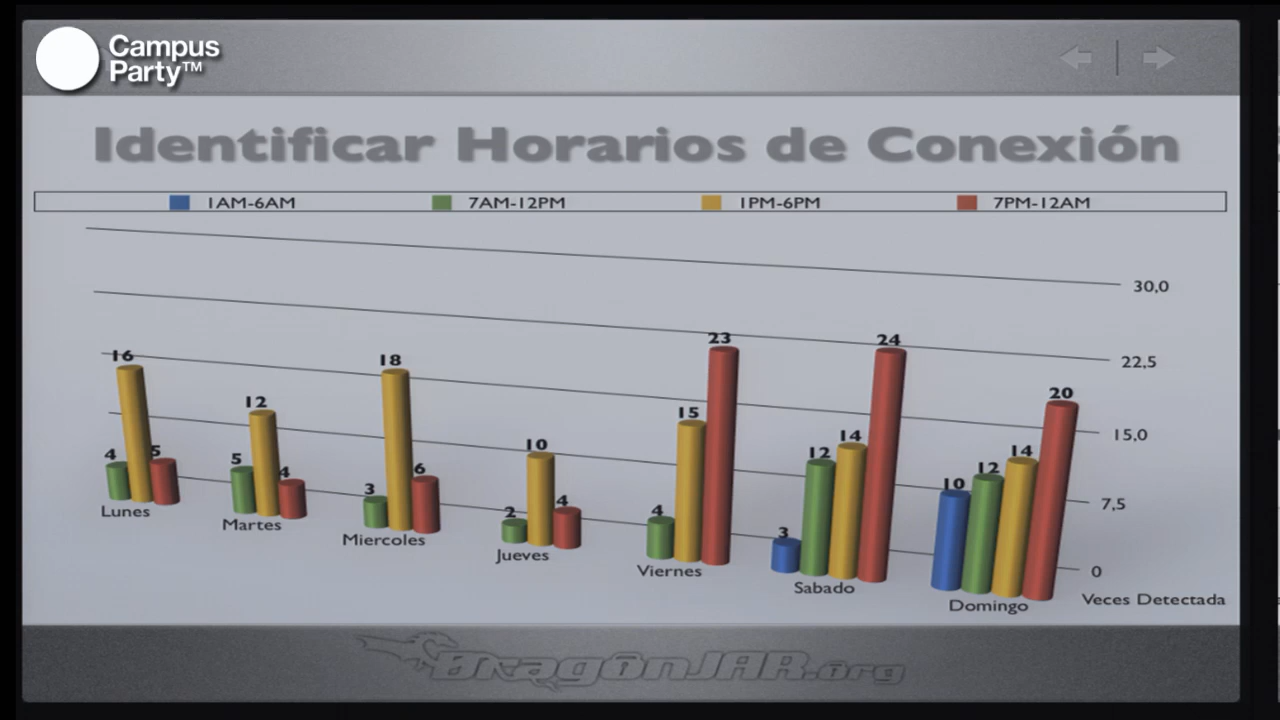 Campus
Party™
Identificar Horarios de Conexión
1AM-6AM 7AM-12PM 1PM-6PM 7PM-12AM
30,0
22,5
15,0
7,5
0
Veces Detectada
4 16 5
Lunes
5 12 4
Martes
3 18 6
Miercoles
2 10 4
Jueves
4 15 23
Viernes
3 12 14 24
Sabado
10 12 14 20
Domingo
DragonJAR.org